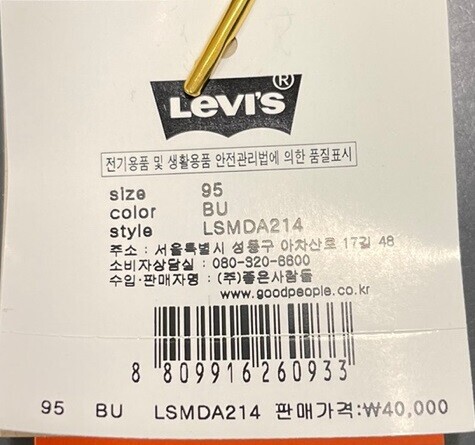 Levi's®
전기용품 및 생활용품 안전관리법에 의한 품질표시
size 95
color BU
style LSMDA214
주소 : 서울특별시 성동구 아차산로 17길 48
소비자상담실 : 080-320-6600
수입·판매자명 : (주)좋은사람들
www.goodpeople.co.kr
8 809916 260933
95 BU LSMDA214 판매가격:₩40,000